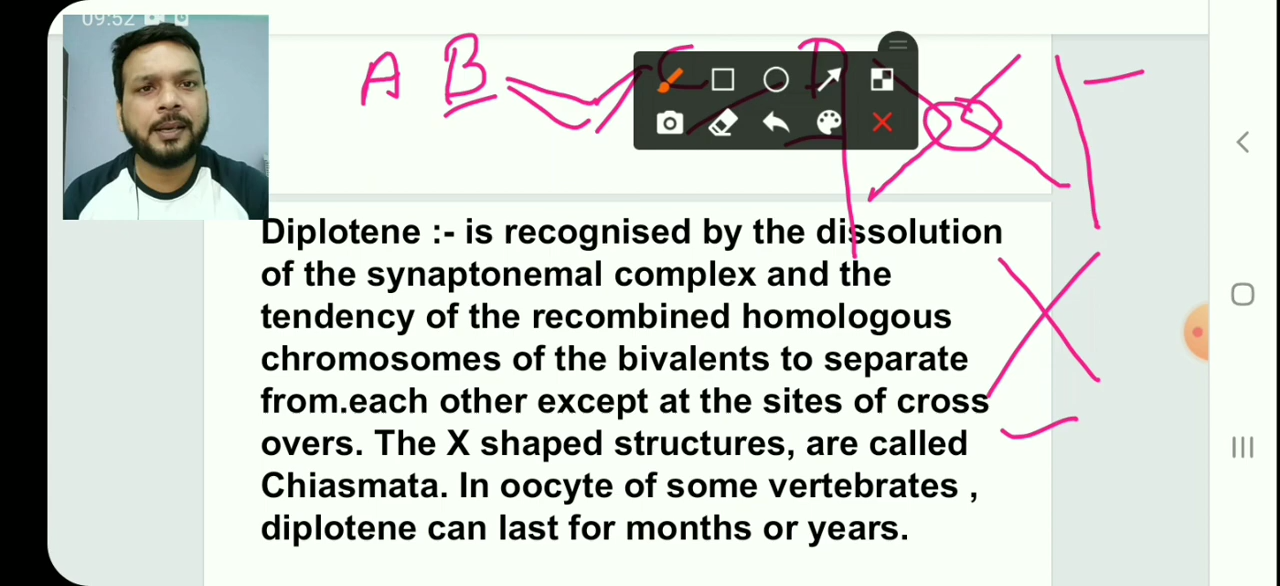 09:52
A B C D
Diplotene :- is recognised by the dissolution
of the synaptonemal complex and the
tendency of the recombined homologous
chromosomes of the bivalents to separate
from.each other except at the sites of cross
overs. The X shaped structures, are called
Chiasmata. In oocyte of some vertebrates ,
diplotene can last for months or years.